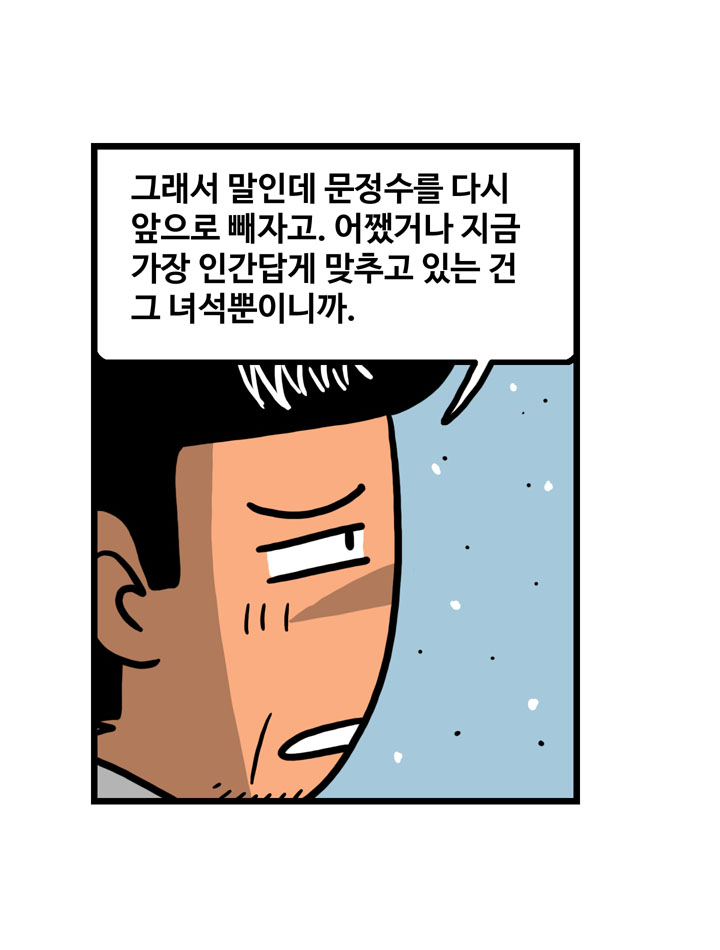 그래서 말인데 문정수를 다시
앞으로 빼자고. 어쨌거나 지금
가장 인간답게 맞추고 있는 건
그 녀석뿐이니까.